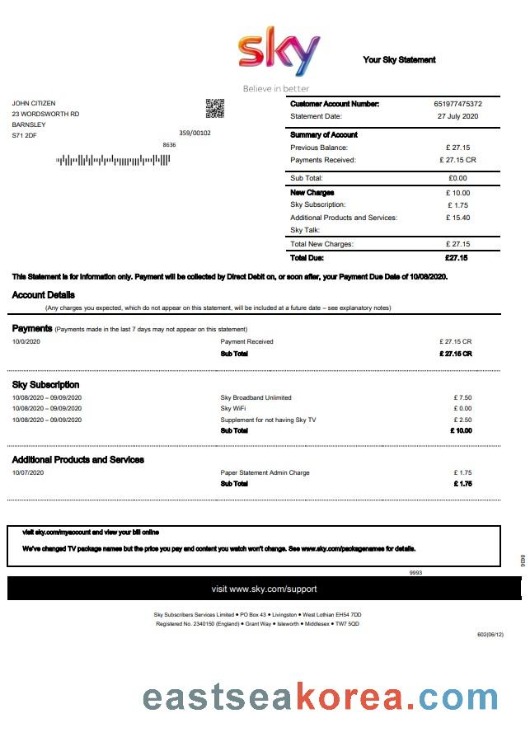 sky
Believe in better
Your Sky Statement
JOHN CITIZEN
23 WORDSWORTH RD
BARNSLEY
S71 2DF
359/00102
8636
Customer Account Number: 651977475372
Statement Date: 27 July 2020
Summary of Account
Previous Balance: £ 27.15
Payments Received: £ 27.15 CR
Sub Total: £0.00
New Charges £ 10.00
Sky Subscription: £ 1.75
Additional Products and Services: £ 15.40
Sky Talk:
Total New Charges: £ 27.15
Total Due: £27.15
This Statement is for Information only. Payment will be collected by Direct Debit on, or soon after, your Payment Due Date of 10/08/2020.
Account Details
(Any charges you expected, which do not appear on this statement, will be included at a future date – see explanatory notes)
Payments (Payments made in the last 7 days may not appear on this statement)
10/0/2020 Payment Received £ 27.15 CR
Sub Total £ 27.15 CR
Sky Subscription
10/08/2020 – 09/09/2020 Sky Broadband Unlimited £ 7.50
10/08/2020 – 09/09/2020 Sky WiFi £ 0.00
10/08/2020 – 09/09/2020 Supplement for not having Sky TV £ 2.50
Sub Total £ 10.00
Additional Products and Services
10/07/2020 Paper Statement Admin Charge £ 1.75
Sub Total £ 1.75
visit sky.com/myaccount and view your bill online
We've changed TV package names but the price you pay and content you watch won't change. See www.sky.com/packagenames for details.
9993
visit www.sky.com/support
Sky Subscribers Services Limited • PO Box 43 • Livingston • West Lothian EH54 7DD
Registered No. 2340150 (England) • Grant Way • Isleworth • Middlesex • TW7 5QD
602(06/12)
eastseakorea.com